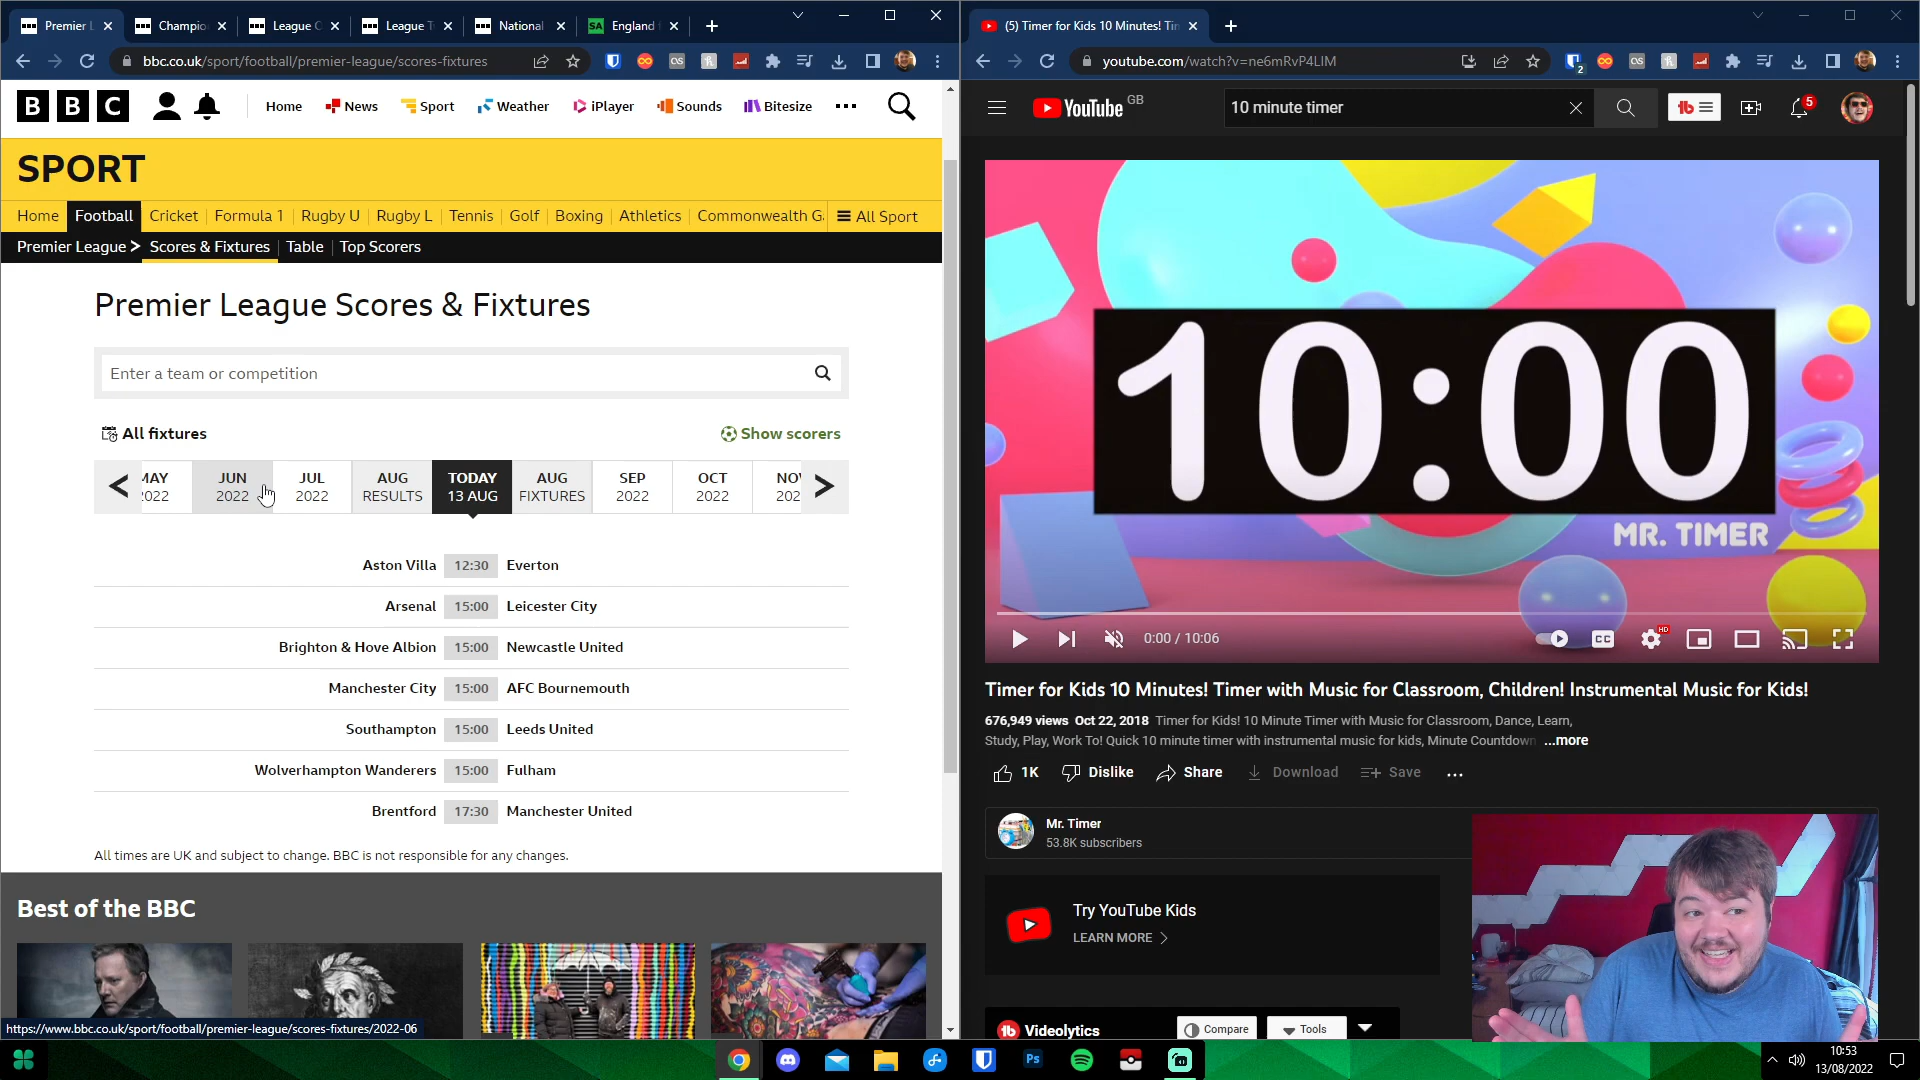 Premier L
Champio
League O
League T
National
England f
bbc.co.uk/sport/football/premier-league/scores-fixtures
BBC
Home
News
Sport
Weather
iPlayer
Sounds
Bitesize
SPORT
Home
Football
Cricket
Formula 1
Rugby U
Rugby L
Tennis
Golf
Boxing
Athletics
Commonwealth G
All Sport
Premier League >
Scores & Fixtures
Table
Top Scorers
Premier League Scores & Fixtures
Enter a team or competition
All fixtures
Show scorers
MAY 2022
JUN 2022
JUL 2022
AUG RESULTS
TODAY 13 AUG
AUG FIXTURES
SEP 2022
OCT 2022
NOV 202
Aston Villa 12:30 Everton
Arsenal 15:00 Leicester City
Brighton & Hove Albion 15:00 Newcastle United
Manchester City 15:00 AFC Bournemouth
Southampton 15:00 Leeds United
Wolverhampton Wanderers 15:00 Fulham
Brentford 17:30 Manchester United
All times are UK and subject to change. BBC is not responsible for any changes.
Best of the BBC
https://www.bbc.co.uk/sport/football/premier-league/scores-fixtures/2022-06
(5) Timer for Kids 10 Minutes! Tim
youtube.com/watch?v=ne6mRvP4LIM
YouTube GB
10 minute timer
5
10:00
MR. TIMER
0:00 / 10:06
CC
HD
Timer for Kids 10 Minutes! Timer with Music for Classroom, Children! Instrumental Music for Kids!
676,949 views Oct 22, 2018 Timer for Kids! 10 Minute Timer with Music for Classroom, Dance, Learn,
Study, Play, Work To! Quick 10 minute timer with instrumental music for kids, Minute Countdown ...more
1K
Dislike
Share
Download
Save
Mr. Timer
53.8K subscribers
Try YouTube Kids
LEARN MORE
Videolytics
Compare
Tools
Ps
10:53
13/08/2022